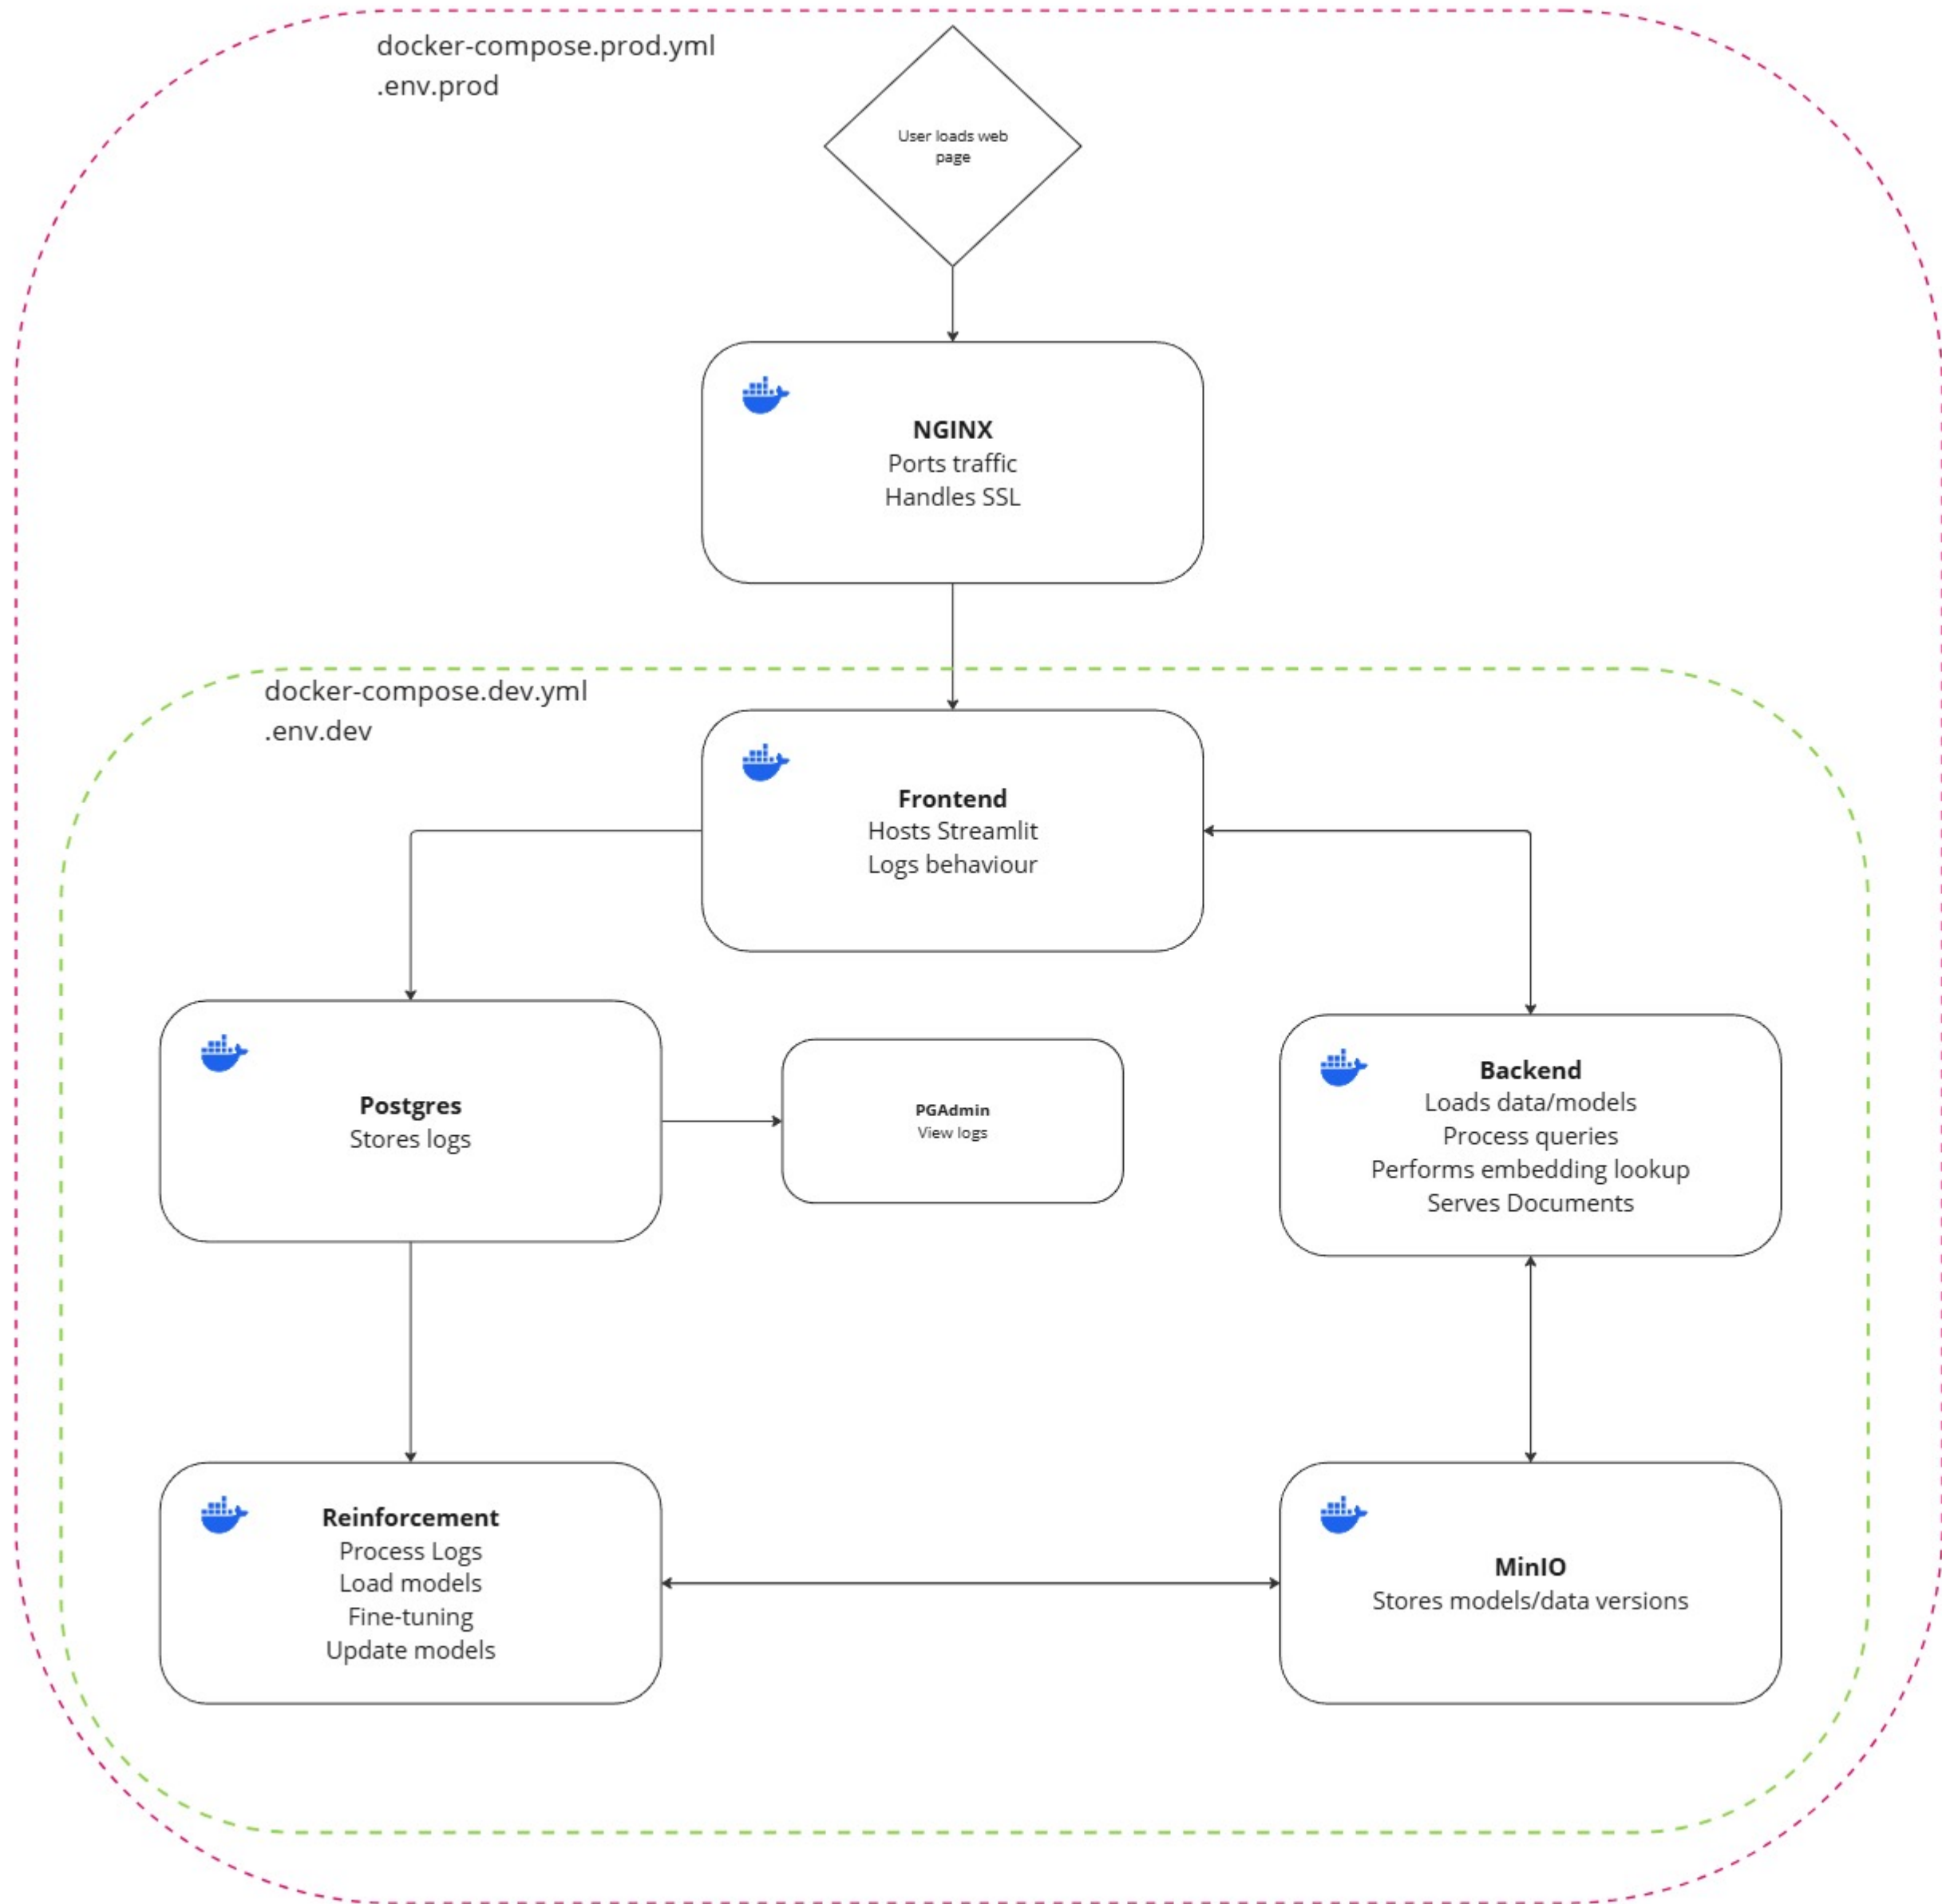 docker-compose.prod.yml
.env.prod
User loads web
page
NGINX
Ports traffic
Handles SSL
docker-compose.dev.yml
.env.dev
Frontend
Hosts Streamlit
Logs behaviour
Postgres
Stores logs
PGAdmin
View logs
Backend
Loads data/models
Process queries
Performs embedding lookup
Serves Documents
Reinforcement
Process Logs
Load models
Fine-tuning
Update models
MinIO
Stores models/data versions